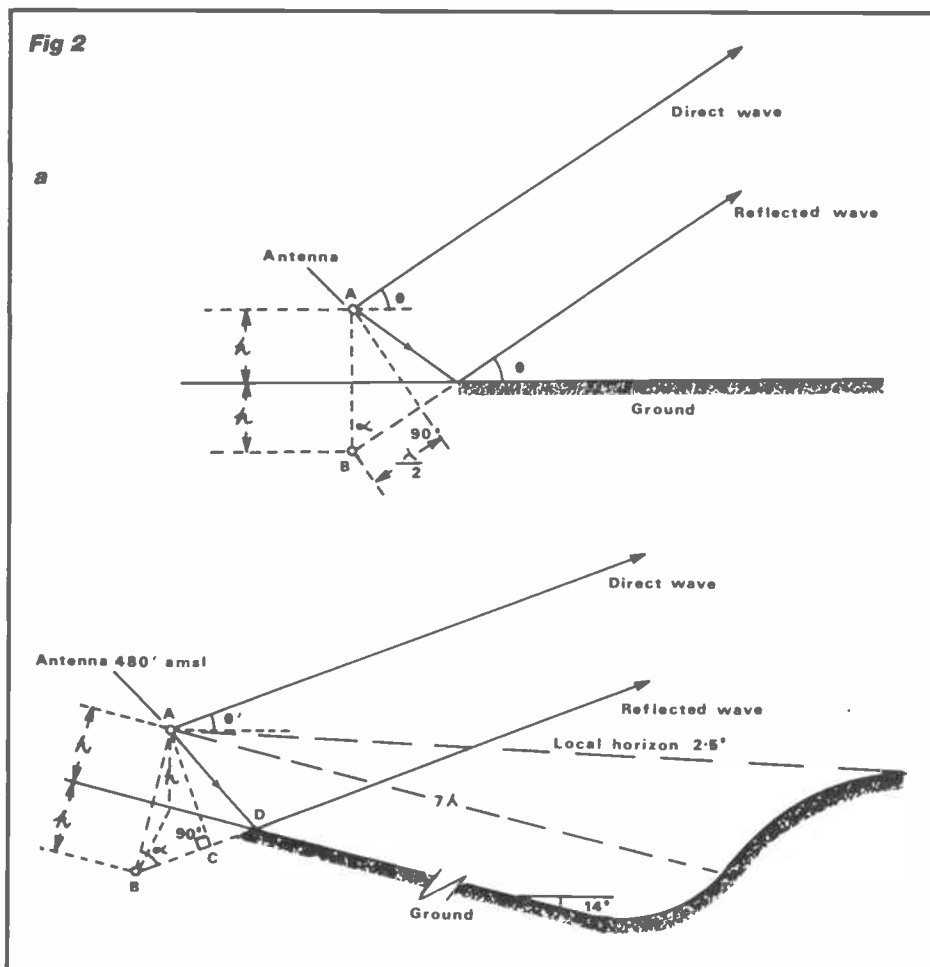 Fig 2
a
Direct wave
Reflected wave
Antenna
A
θ
θ
h
h
Ground
∝
90°
B
λ
2
Direct wave
Antenna 480′ amsl
Reflected wave
A
θ′
Local horizon 2·5°
h
h
7λ
D
90°
h
C
∝
B
14°
Ground